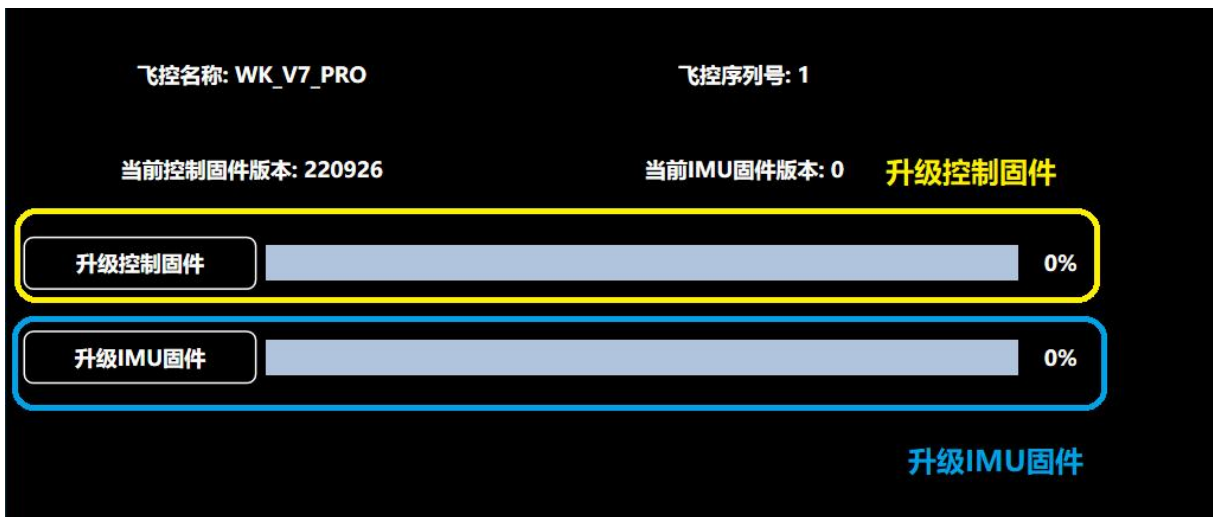 飞控名称: WK_V7_PRO
飞控序列号: 1
当前控制固件版本: 220926
当前IMU固件版本: 0
升级控制固件
升级控制固件
0%
升级IMU固件
0%
升级IMU固件